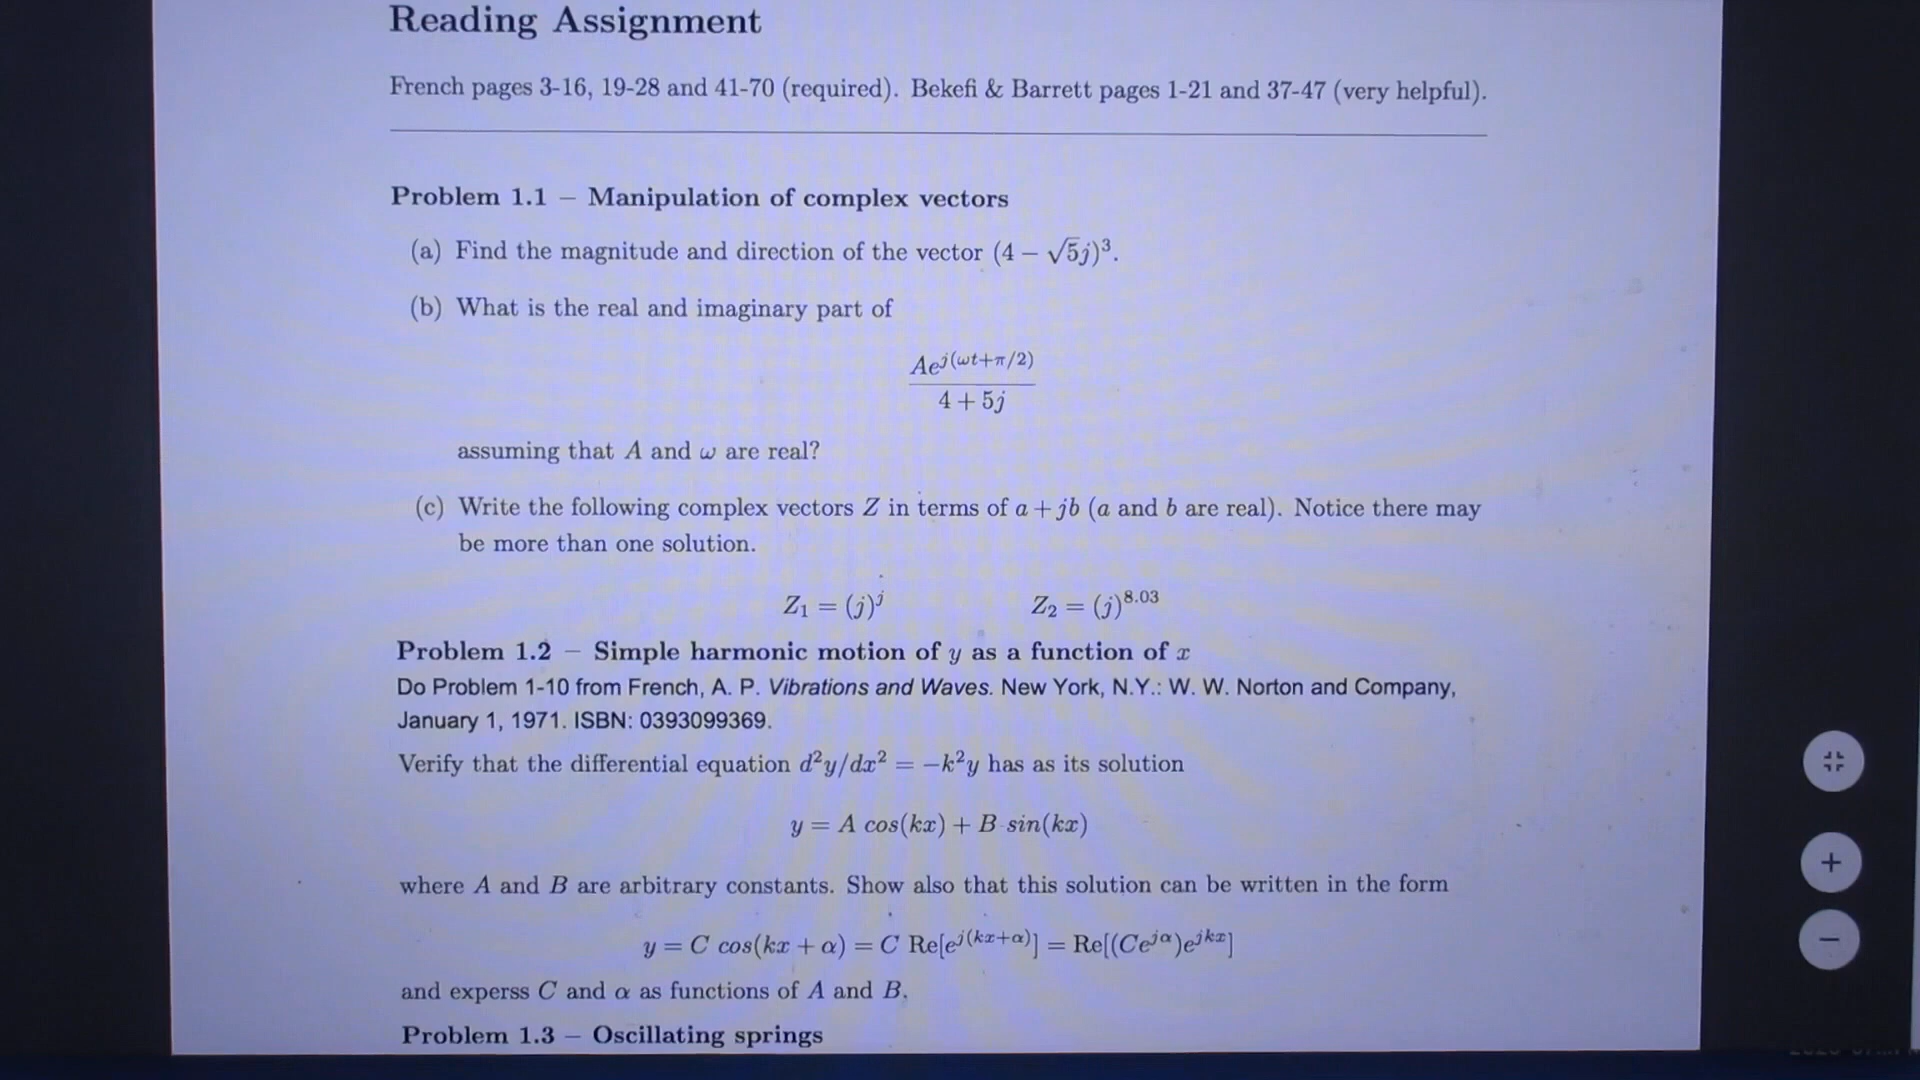 Reading Assignment
French pages 3-16, 19-28 and 41-70 (required). Bekefi & Barrett pages 1-21 and 37-47 (very helpful).
Problem 1.1 – Manipulation of complex vectors
(a) Find the magnitude and direction of the vector (4 − √5j)³.
(b) What is the real and imaginary part of
Ae^{j(ωt+π/2)}
4 + 5j
assuming that A and ω are real?
(c) Write the following complex vectors Z in terms of a + jb (a and b are real). Notice there may
be more than one solution.
Z₁ = (j)^j Z₂ = (j)^{8.03}
Problem 1.2 – Simple harmonic motion of y as a function of x
Do Problem 1-10 from French, A. P. Vibrations and Waves. New York, N.Y.: W. W. Norton and Company,
January 1, 1971. ISBN: 0393099369.
Verify that the differential equation d²y/dx² = −k²y has as its solution
y = A cos(kx) + B sin(kx)
where A and B are arbitrary constants. Show also that this solution can be written in the form
y = C cos(kx + α) = C Re[e^{j(kx+α)}] = Re[(Ce^{jα})e^{jkx}]
and experss C and α as functions of A and B.
Problem 1.3 – Oscillating springs
+
−